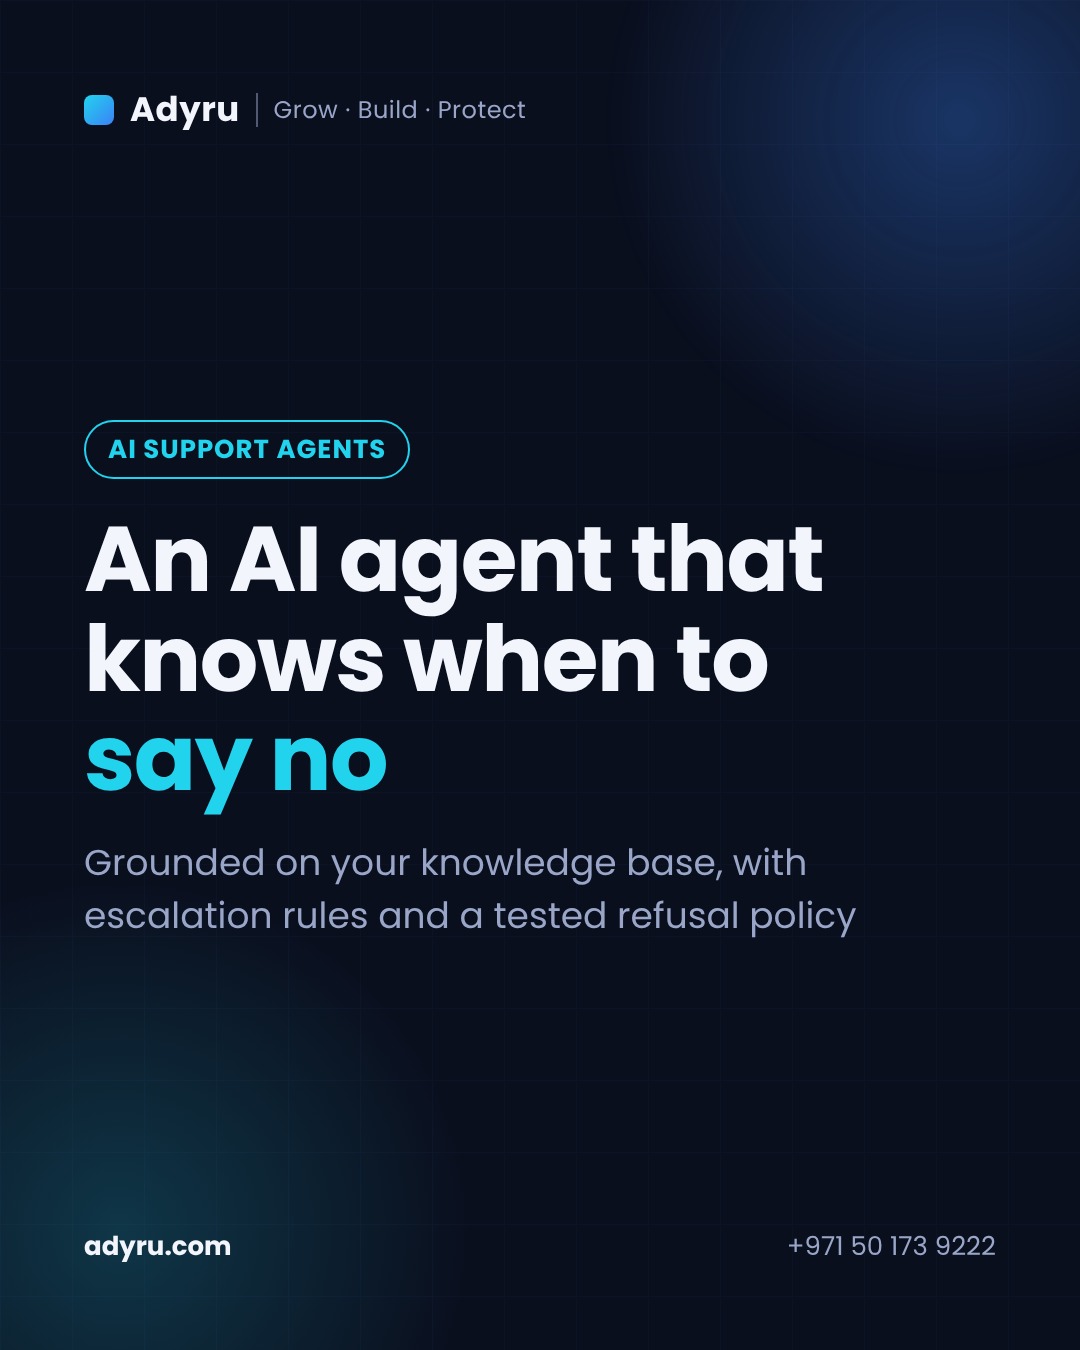 Adyru | Grow · Build · Protect
AI SUPPORT AGENTS
An AI agent that
knows when to
say no
Grounded on your knowledge base, with
escalation rules and a tested refusal policy
adyru.com
+971 50 173 9222